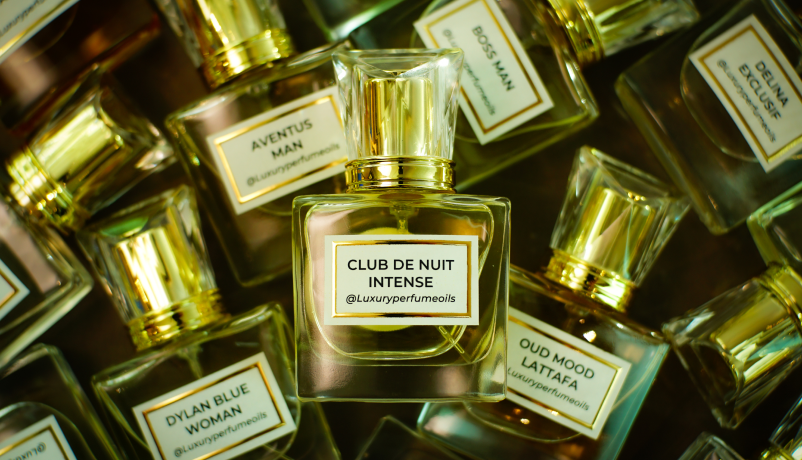 BOSS MAN
@Luxuryperfumeoils
DELINA
EXCLUSIF
@Luxuryperfumeoils
AVENTUS
MAN
@Luxuryperfumeoils
CLUB DE NUIT
INTENSE
@Luxuryperfumeoils
OUD MOOD
LATTAFA
Luxuryperfumeoils
DYLAN BLUE
WOMAN
@Luxuryperfumeoils